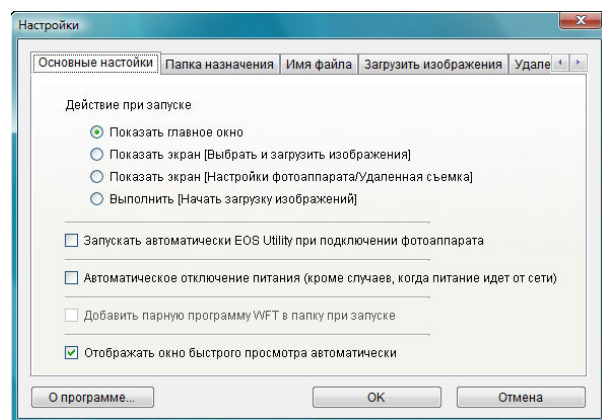 Настройки
Основные настойки
Папка назначения
Имя файла
Загрузить изображения
Удале
Действие при запуске
Показать главное окно
Показать экран [Выбрать и загрузить изображения]
Показать экран [Настройки фотоаппарата/Удаленная съемка]
Выполнить [Начать загрузку изображений]
Запускать автоматически EOS Utility при подключении фотоаппарата
Автоматическое отключение питания (кроме случаев, когда питание идет от сети)
Добавить парную программу WFT в папку при запуске
Отображать окно быстрого просмотра автоматически
О программе...
OK
Отмена